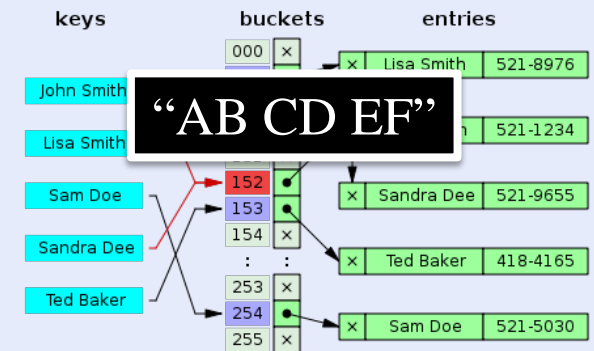 keys buckets entries
000 ×
× Lisa Smith 521-8976
John Smith
“AB CD EF”
521-1234
Lisa Smith
152
Sam Doe
× Sandra Dee 521-9655
153
154 ×
Sandra Dee
× Ted Baker 418-4165
: :
253 ×
Ted Baker
254
× Sam Doe 521-5030
255 ×